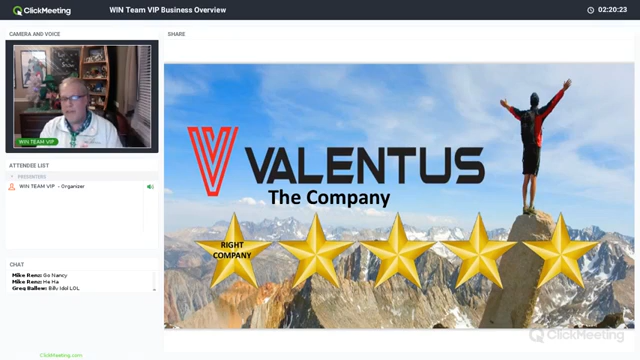 ClickMeeting
WIN Team VIP Business Overview
02:20:23
CAMERA AND VOICE
SHARE
WIN TEAM VIP
VALENTUS
The Company
RIGHT
COMPANY
ATTENDEE LIST
PRESENTERS
WIN TEAM VIP - Organizer
CHAT
Mike Renz: Go Nancy
Mike Renz: He Ha
Greg Ballew: Billy Idol LOL
ClickMeeting
ClickMeeting.com